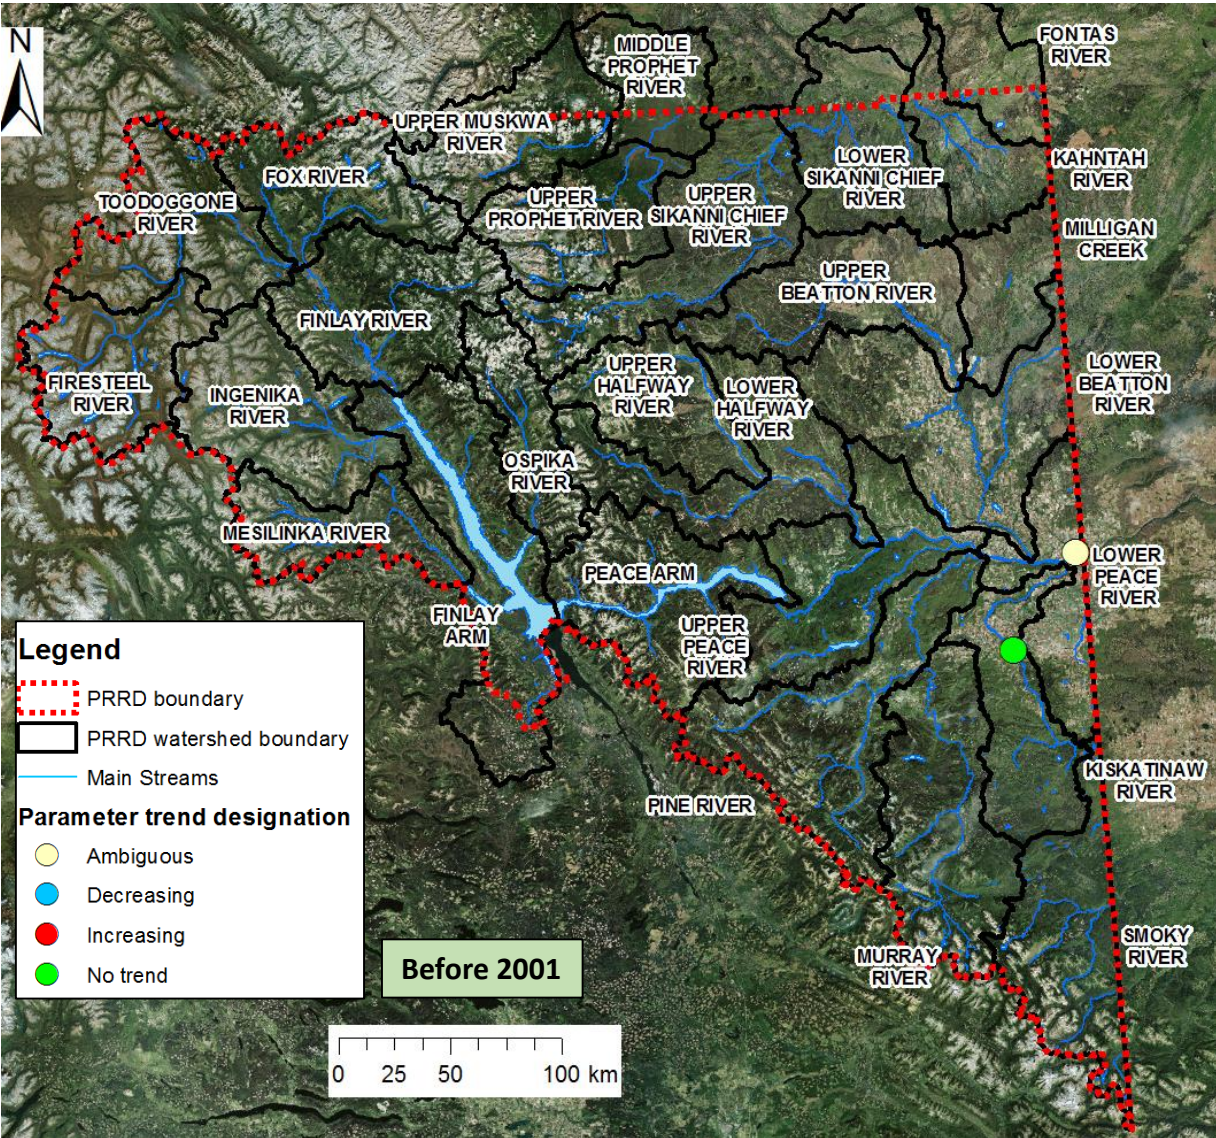 N
MIDDLE
PROPHET
RIVER
FONTAS
RIVER
UPPER MUSKWA
RIVER
FOX RIVER
LOWER
SIKANNI CHIEF
RIVER
KAHNTAH
RIVER
TOODOGGONE
RIVER
UPPER
PROPHET RIVER
UPPER
SIKANNI CHIEF
RIVER
MILLIGAN
CREEK
UPPER
BEATTON RIVER
FINLAY RIVER
FIRESTEEL
RIVER
INGENIKA
RIVER
UPPER
HALFWAY
RIVER
LOWER
HALFWAY
RIVER
LOWER
BEATTON
RIVER
OSPIKA
RIVER
MESILINKA RIVER
PEACE ARM
LOWER
PEACE
RIVER
FINLAY
ARM
UPPER
PEACE
RIVER
Legend
PRRD boundary
PRRD watershed boundary
Main Streams
Parameter trend designation
Ambiguous
Decreasing
Increasing
No trend
KISKATINAW
RIVER
PINE RIVER
MURRAY
RIVER
SMOKY
RIVER
Before 2001
0 25 50 100 km